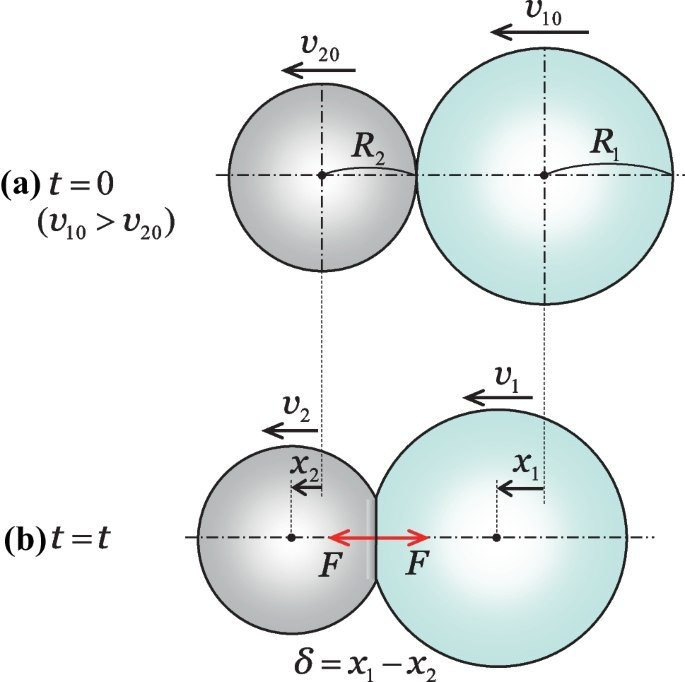 v₁₀
v₂₀
R₂
R₁
(a) t = 0
(v₁₀ > v₂₀)
v₁
v₂
x₂
x₁
(b) t = t
F
F
δ = x₁ − x₂